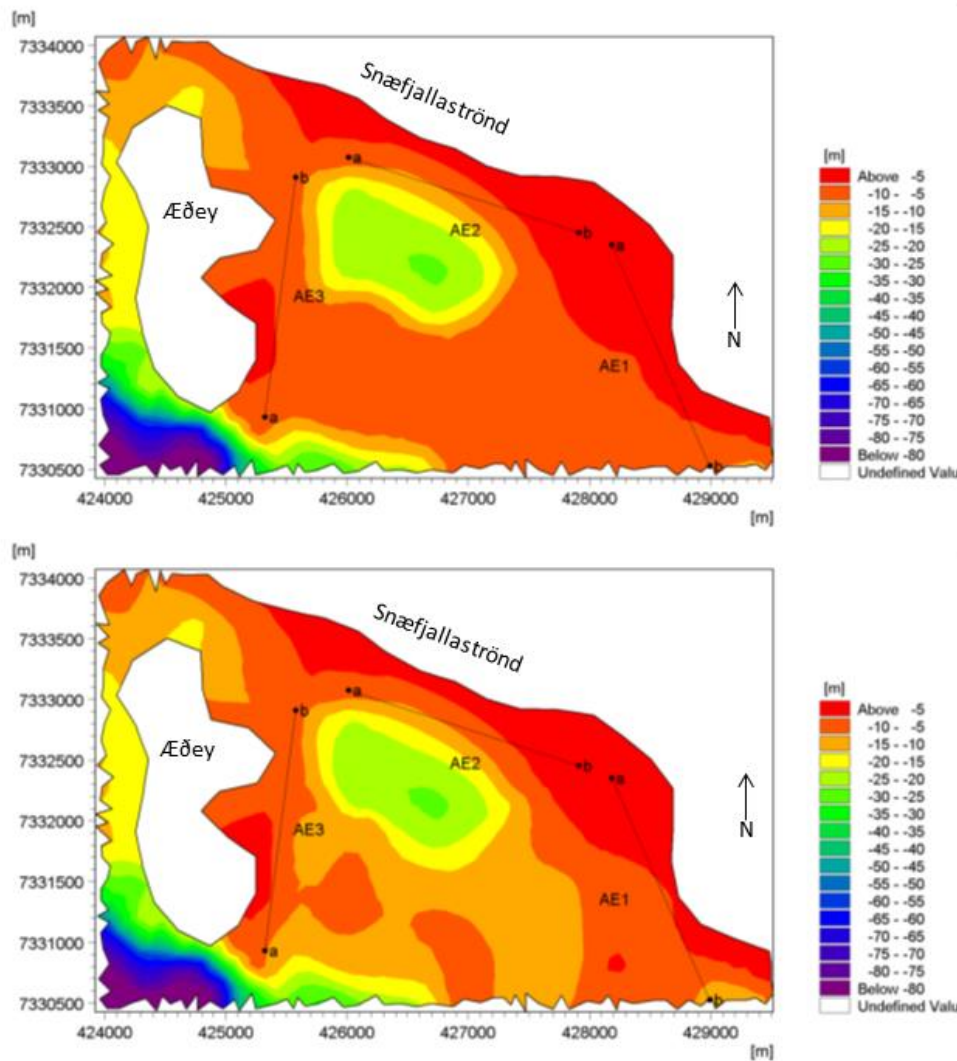 [m]
7334000
7333500
7333000
7332500
7332000
7331500
7331000
7330500
424000 425000 426000 427000 428000 429000
[m]
Snæfjallaströnd
Æðey
a
b
AE2
b
a
AE3
AE1
a
b
N
[m]
Above -5
-10 - -5
-15 - -10
-20 - -15
-25 - -20
-30 - -25
-35 - -30
-40 - -35
-45 - -40
-50 - -45
-55 - -50
-60 - -55
-65 - -60
-70 - -65
-75 - -70
-80 - -75
Below -80
Undefined Valu
[m]
7334000
7333500
7333000
7332500
7332000
7331500
7331000
7330500
424000 425000 426000 427000 428000 429000
[m]
Snæfjallaströnd
Æðey
a
b
AE2
b
a
AE3
AE1
a
b
N
[m]
Above -5
-10 - -5
-15 - -10
-20 - -15
-25 - -20
-30 - -25
-35 - -30
-40 - -35
-45 - -40
-50 - -45
-55 - -50
-60 - -55
-65 - -60
-70 - -65
-75 - -70
-80 - -75
Below -80
Undefined Valu